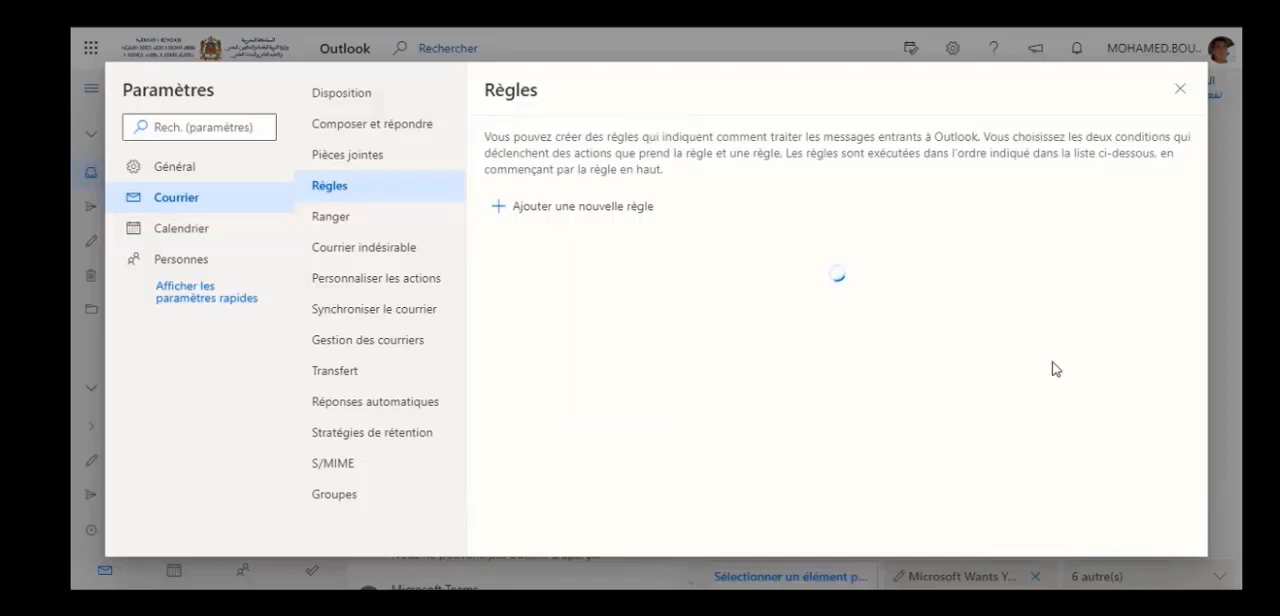 Outlook
Rechercher
MOHAMED.BOU..
Paramètres
Rech. (paramètres)
Général
Courrier
Calendrier
Personnes
Afficher les
paramètres rapides
Disposition
Composer et répondre
Pièces jointes
Règles
Ranger
Courrier indésirable
Personnaliser les actions
Synchroniser le courrier
Gestion des courriers
Transfert
Réponses automatiques
Stratégies de rétention
S/MIME
Groupes
Règles
Vous pouvez créer des règles qui indiquent comment traiter les messages entrants à Outlook. Vous choisissez les deux conditions qui
déclenchent des actions que prend la règle et une règle. Les règles sont exécutées dans l'ordre indiqué dans la liste ci-dessous, en
commençant par la règle en haut.
Ajouter une nouvelle règle
Microsoft Teams
Sélectionner un élément p...
Microsoft Wants Y...
6 autre(s)